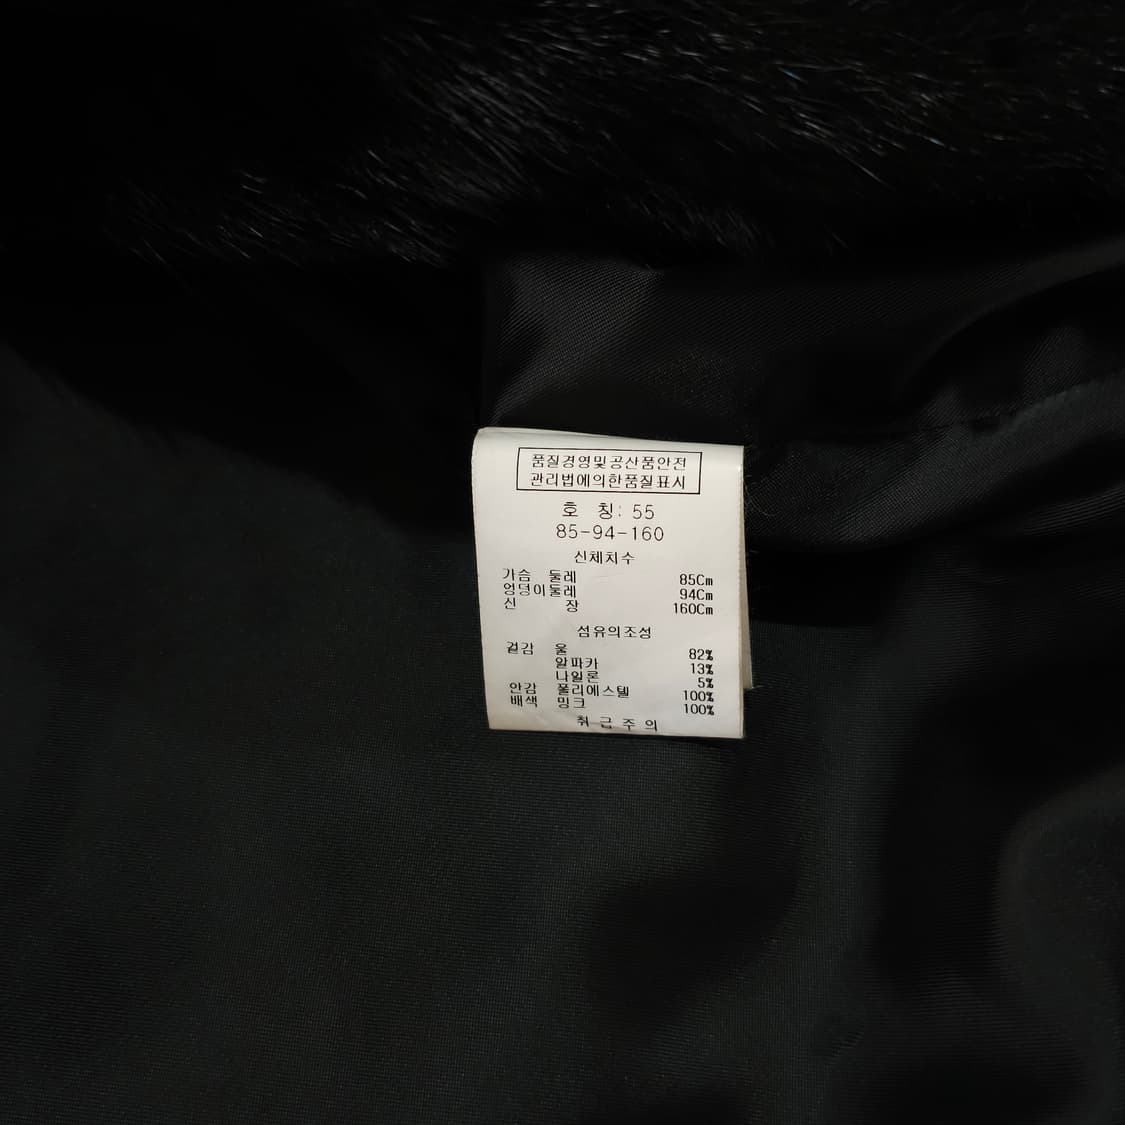 품질경영및공산품안전
관리법에의한품질표시
호 칭: 55
85-94-160
신체치수
가슴 둘레 85Cm
엉덩이둘레 94Cm
신 장 160Cm
섬유의조성
겉감 울 82%
알파카 13%
나일론 5%
안감 폴리에스텔 100%
배색 밍크 100%
취 근 주 의